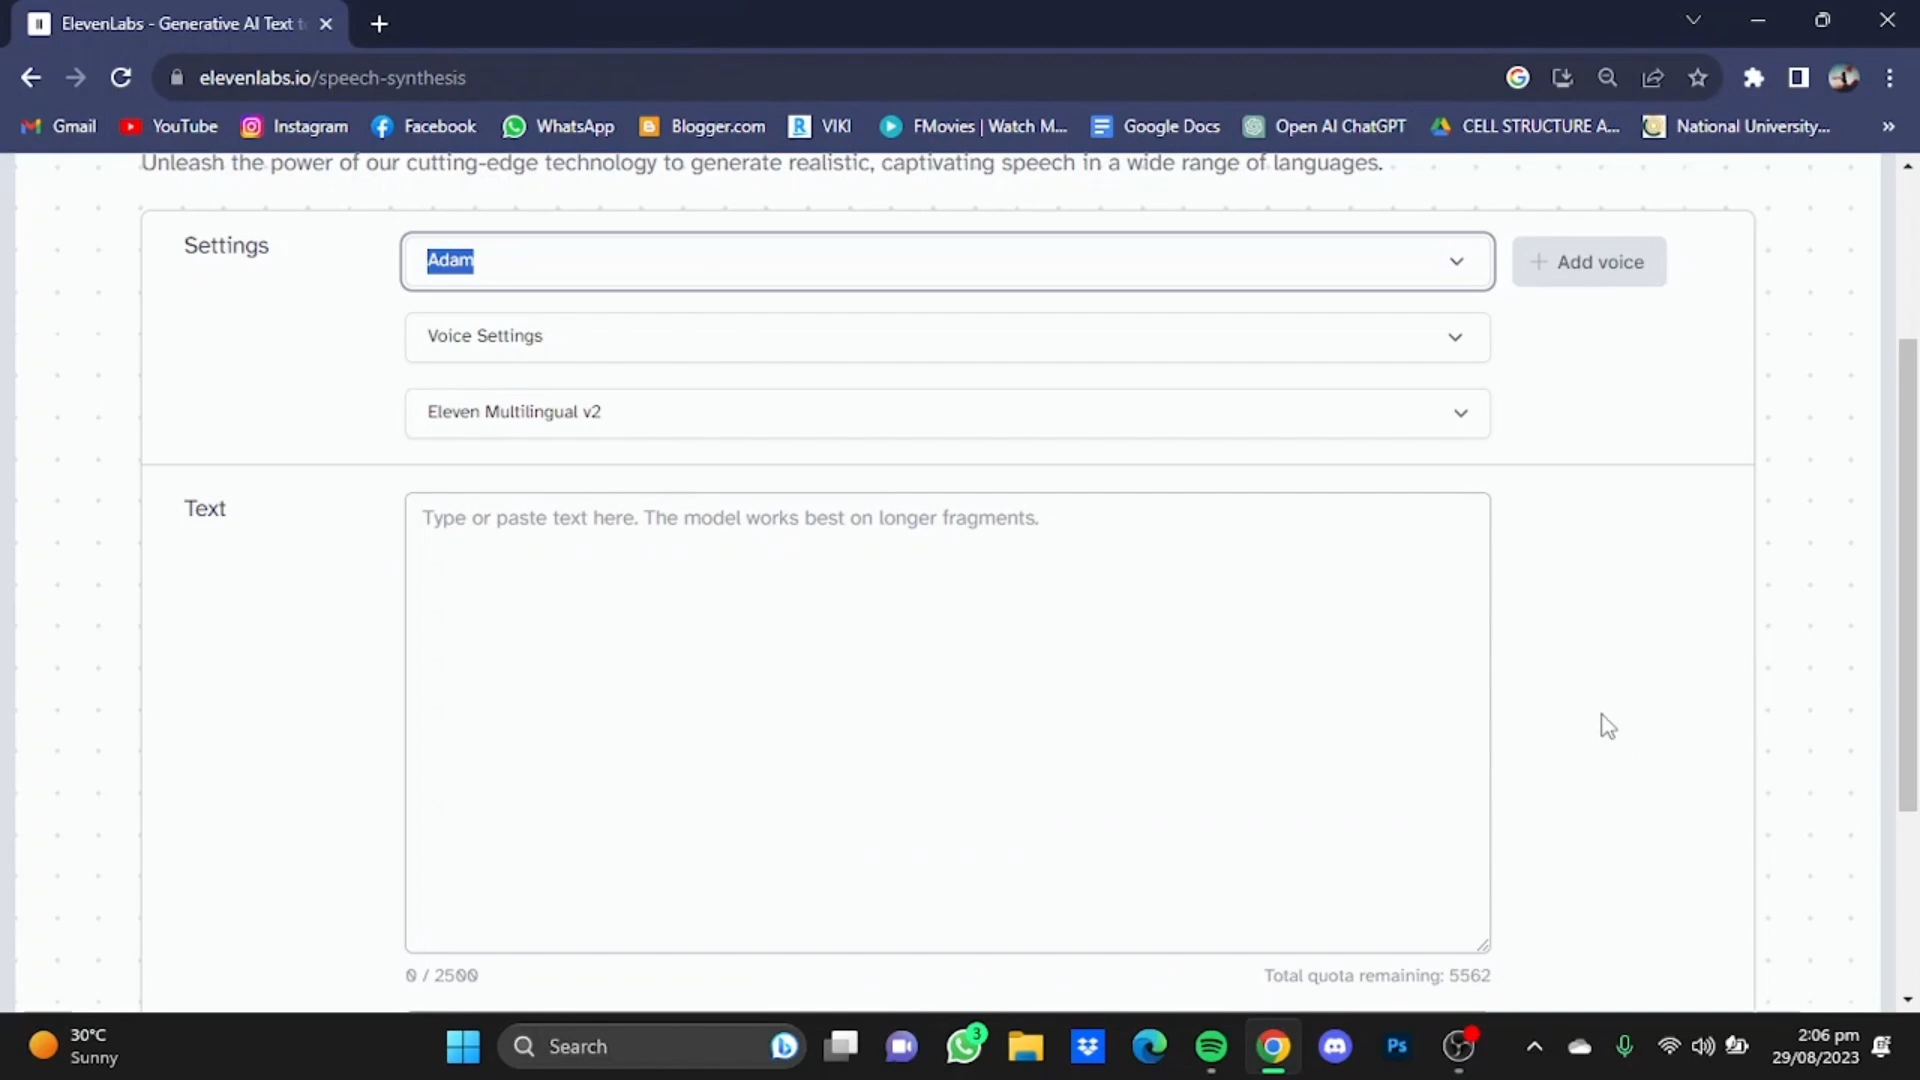 ElevenLabs - Generative AI Text t
elevenlabs.io/speech-synthesis
Gmail YouTube Instagram Facebook WhatsApp Blogger.com VIKI FMovies | Watch M... Google Docs Open AI ChatGPT CELL STRUCTURE A... National University... »
Unleash the power of our cutting-edge technology to generate realistic, captivating speech in a wide range of languages.
Settings
Adam
+ Add voice
Voice Settings
Eleven Multilingual v2
Text
Type or paste text here. The model works best on longer fragments.
0 / 2500
Total quota remaining: 5562
30°C
Sunny
Search
3
Ps
2:06 pm
29/08/2023